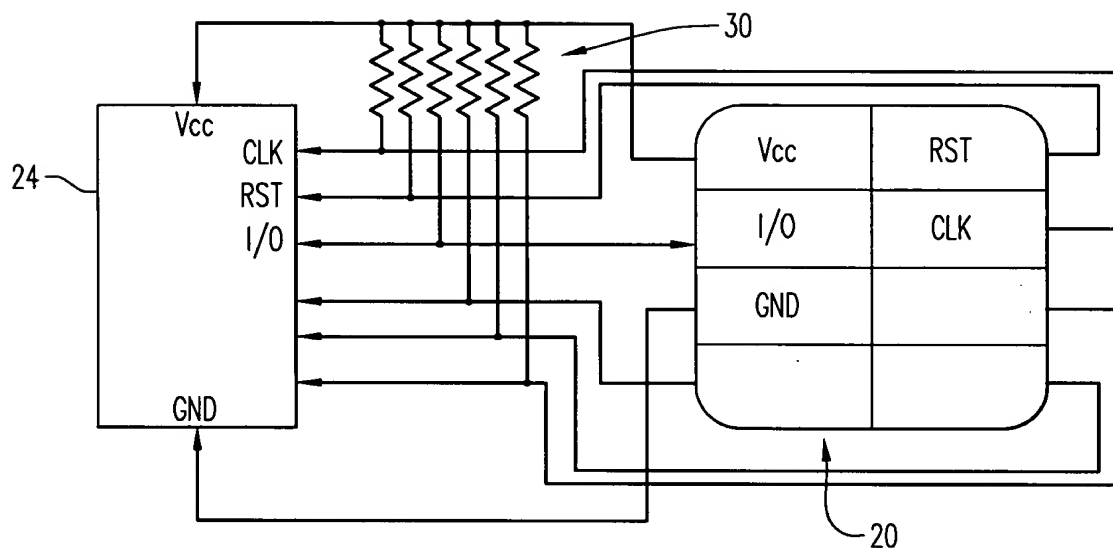 30
Vcc
CLK
24
RST
I/O
GND
Vcc RST
I/O CLK
GND
20